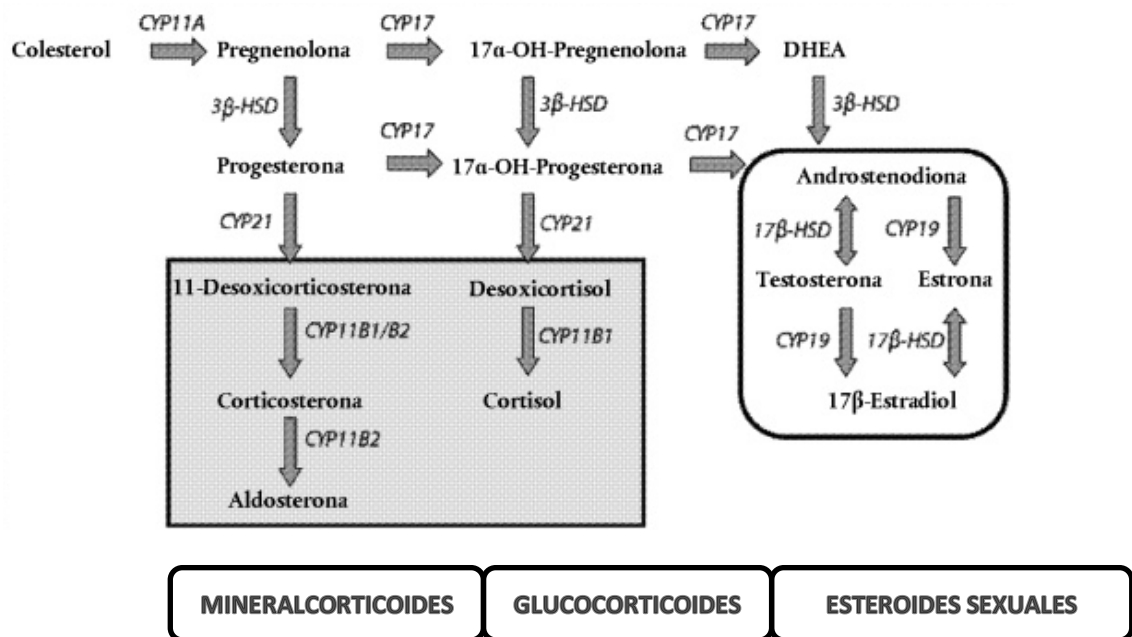 CYP11A CYP17 CYP17
Colesterol Pregnenolona 17α-OH-Pregnenolona DHEA
3β-HSD 3β-HSD 3β-HSD
CYP17 CYP17
Progesterona 17α-OH-Progesterona
Androstenodiona
CYP21 CYP21
17β-HSD CYP19
11-Desoxicorticosterona Desoxicortisol Testosterona Estrona
CYP11B1/B2 CYP11B1 CYP19 17β-HSD
Corticosterona Cortisol 17β-Estradiol
CYP11B2
Aldosterona
MINERALCORTICOIDES GLUCOCORTICOIDES ESTEROIDES SEXUALES